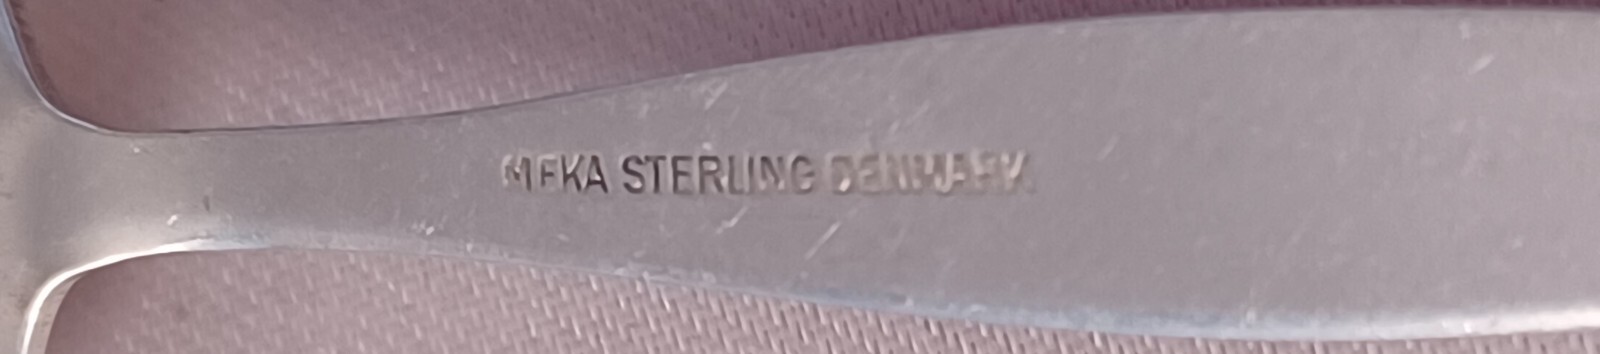 MEKA STERLING DENMARK